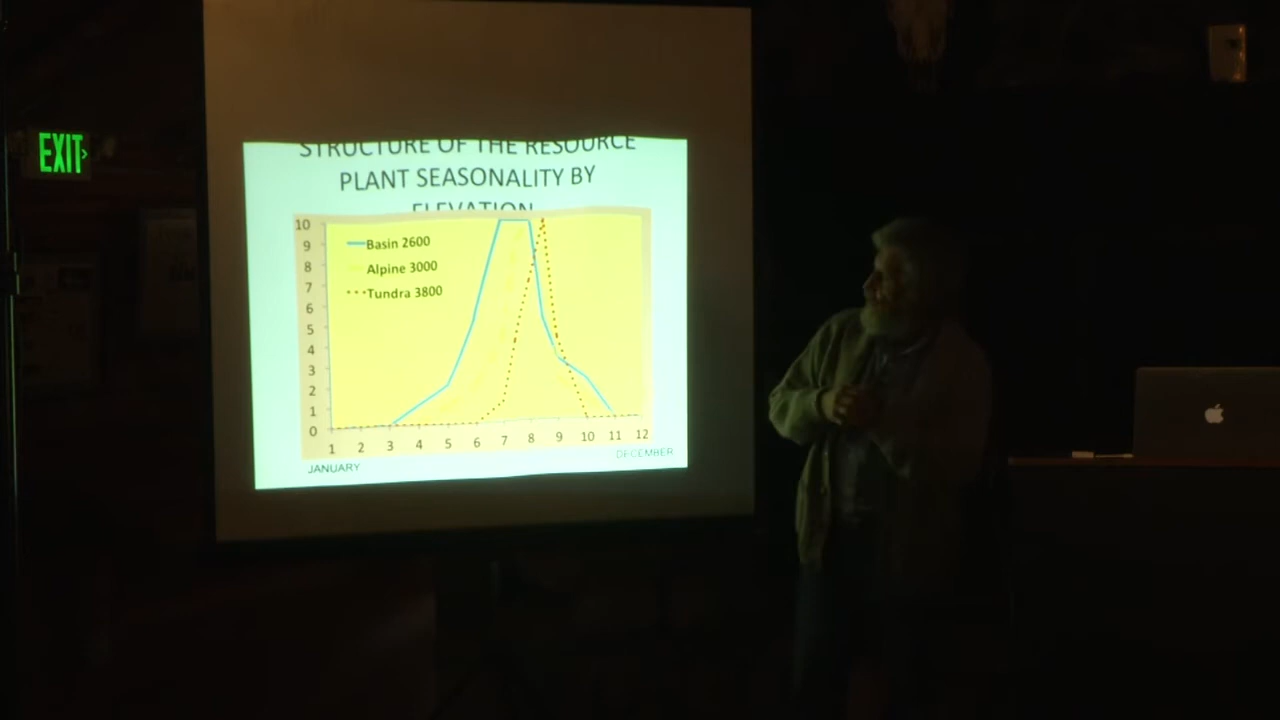 EXIT
STRUCTURE OF THE RESOURCE
PLANT SEASONALITY BY
ELEVATION
10
9
8
7
6
5
4
3
2
1
0
Basin 2600
Alpine 3000
Tundra 3800
1 2 3 4 5 6 7 8 9 10 11 12
JANUARY
DECEMBER